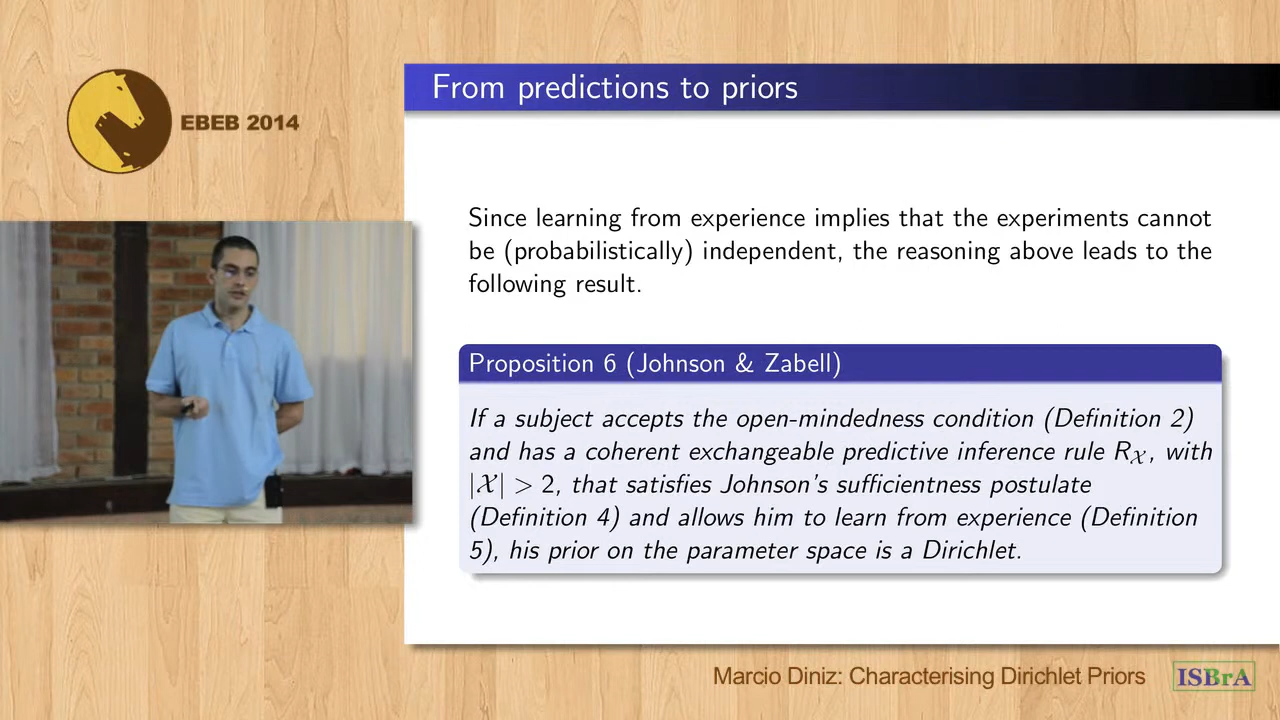 EBEB 2014
From predictions to priors
Since learning from experience implies that the experiments cannot
be (probabilistically) independent, the reasoning above leads to the
following result.
Proposition 6 (Johnson & Zabell)
If a subject accepts the open-mindedness condition (Definition 2)
and has a coherent exchangeable predictive inference rule R𝒳, with
|𝒳| > 2, that satisfies Johnson's sufficientness postulate
(Definition 4) and allows him to learn from experience (Definition
5), his prior on the parameter space is a Dirichlet.
Marcio Diniz: Characterising Dirichlet Priors
ISBrA